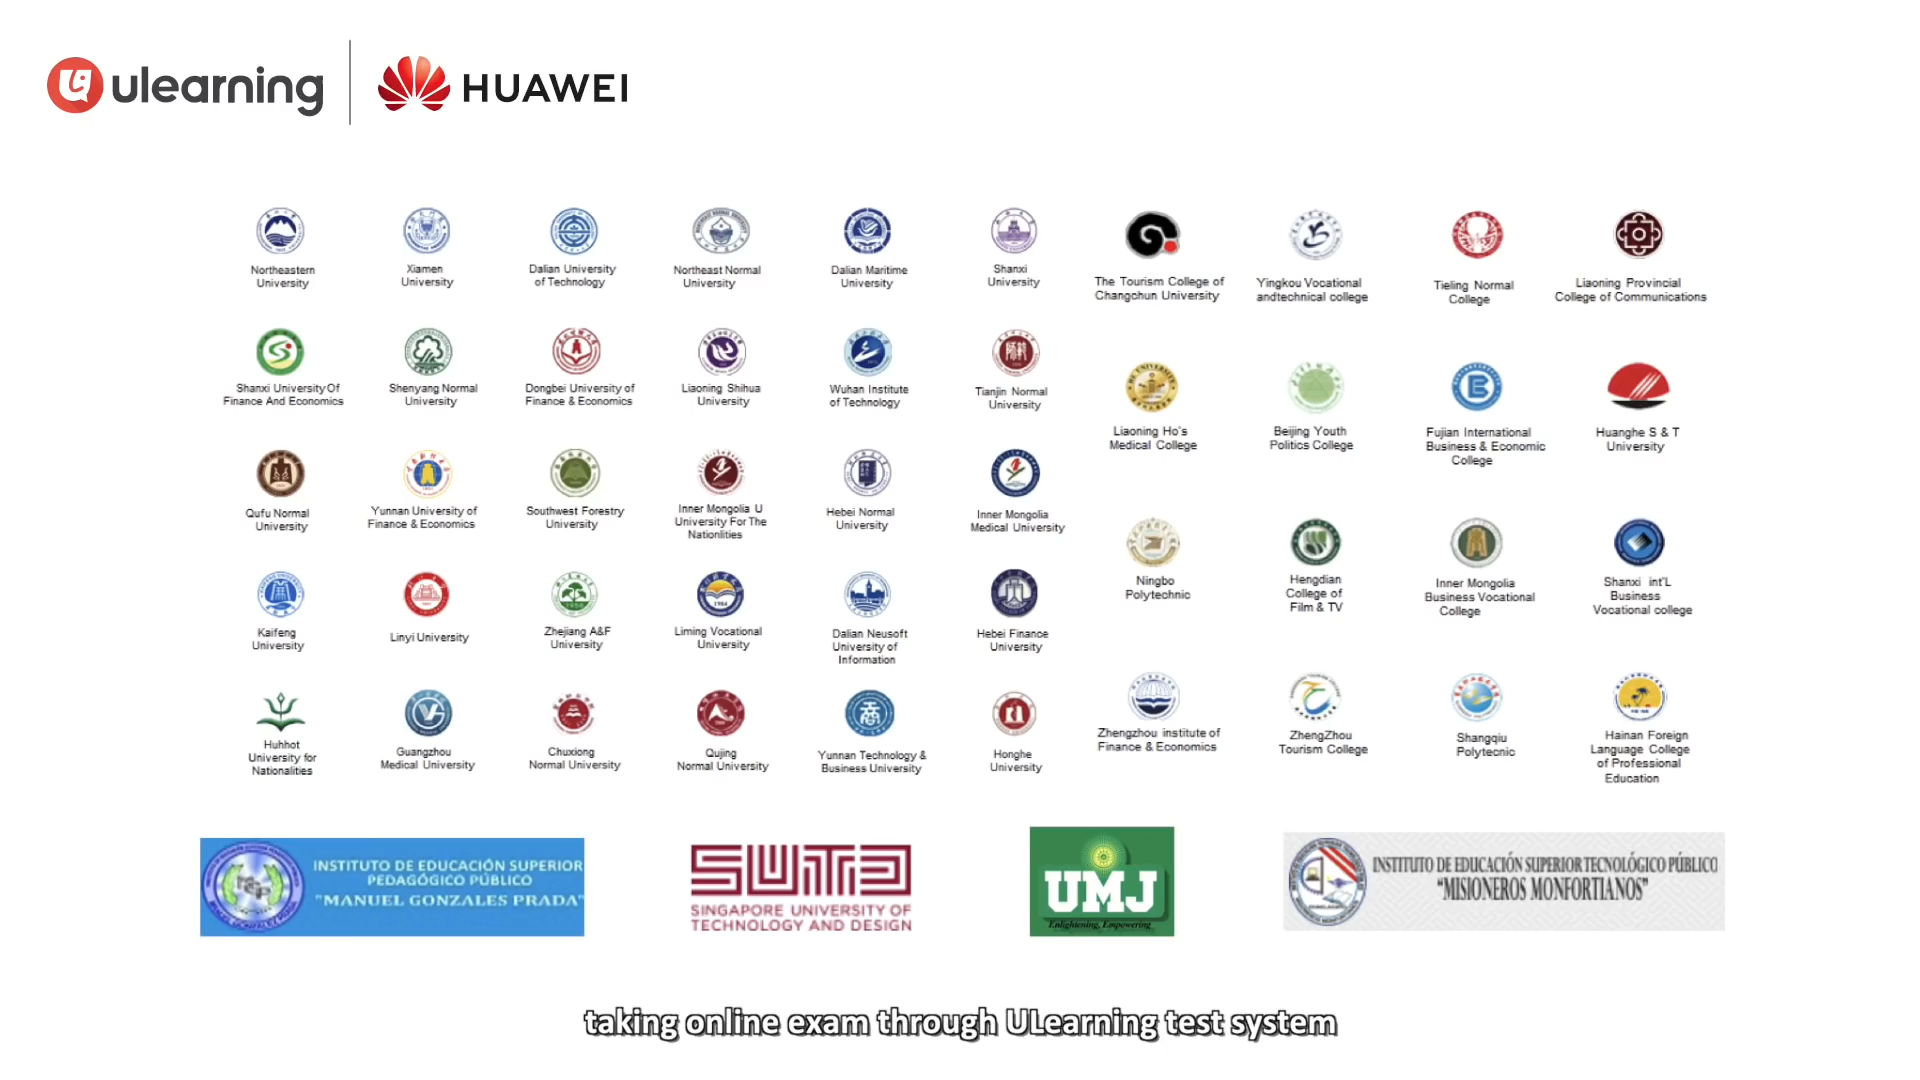 ulearning
HUAWEI
Northeastern
University
Xiamen
University
Dalian University
of Technology
Northeast Normal
University
Dalian Maritime
University
Shanxi
University
The Tourism College of
Changchun University
Yingkou Vocational
andtechnical college
Tieling Normal
College
Liaoning Provincial
College of Communications
Shanxi University Of
Finance And Economics
Shenyang Normal
University
Dongbei University of
Finance & Economics
Liaoning Shihua
University
Wuhan Institute
of Technology
Tianjin Normal
University
Liaoning Ho's
Medical College
Beijing Youth
Politics College
Fujian International
Business & Economic
College
Huanghe S & T
University
Qufu Normal
University
Yunnan University of
Finance & Economics
Southwest Forestry
University
Inner Mongolia U
University For The
Nationlities
Hebei Normal
University
Inner Mongolia
Medical University
Ningbo
Polytechnic
Hengdian
College of
Film & TV
Inner Mongolia
Business Vocational
College
Shanxi int'L
Business
Vocational college
Kaifeng
University
Linyi University
Zhejiang A&F
University
Liming Vocational
University
Dalian Neusoft
University of
Information
Hebei Finance
University
Huhhot
University for
Nationalities
Guangzhou
Medical University
Chuxiong
Normal University
Qujing
Normal University
Yunnan Technology &
Business University
Honghe
University
Zhengzhou institute of
Finance & Economics
ZhengZhou
Tourism College
Shangqiu
Polytecnic
Hainan Foreign
Language College
of Professional
Education
INSTITUTO DE EDUCACIÓN SUPERIOR
PEDAGÓGICO PÚBLICO
"MANUEL GONZALES PRADA"
SUTD
SINGAPORE UNIVERSITY OF
TECHNOLOGY AND DESIGN
UMJ
Enlightening, Empowering
INSTITUTO DE EDUCACIÓN SUPERIOR TECNOLÓGICO PÚBLICO
"MISIONEROS MONFORTIANOS"
taking online exam through ULearning test system